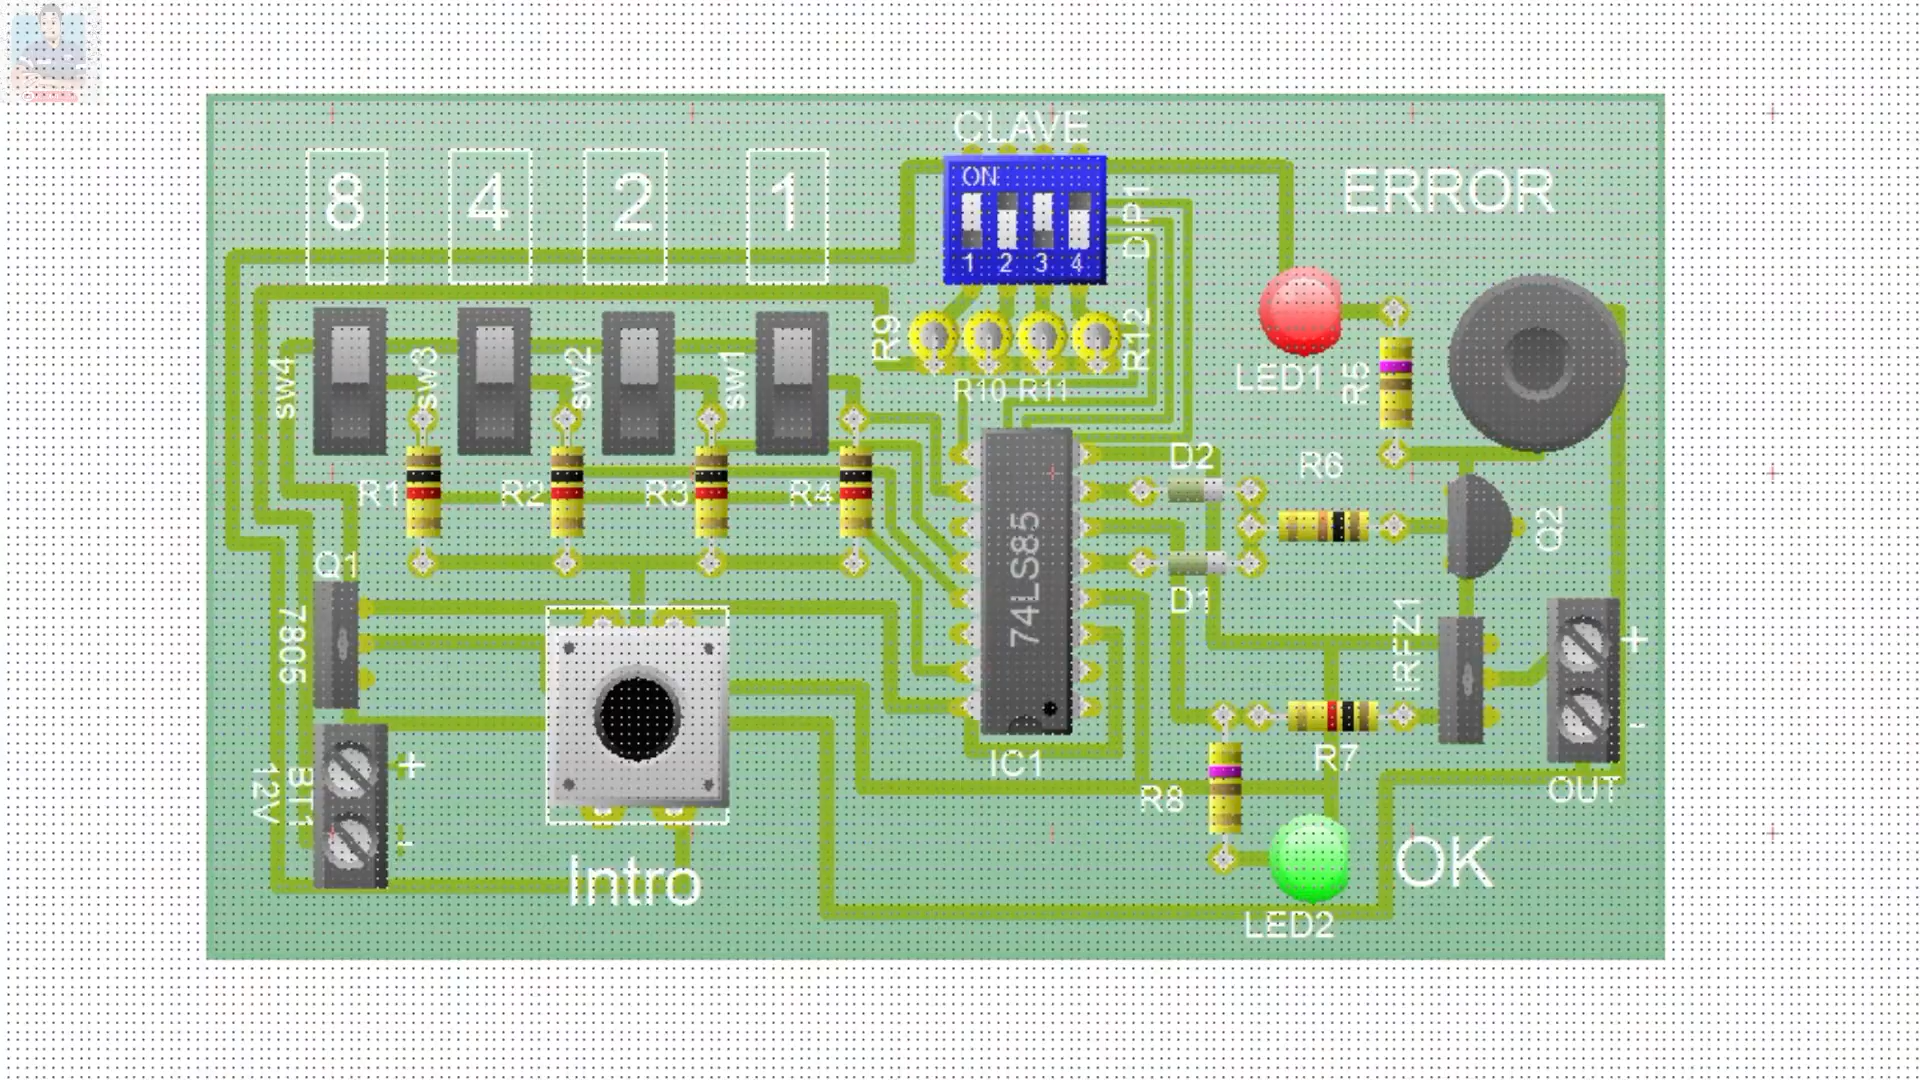 CLAVE
8 4 2 1
ON
1 2 3 4
DIP1
ERROR
sw4
sw3
sw2
sw1
R9
R10 R11
R12
LED1
R5
R1
R2
R3
R4
D2
R6
Q2
Q1
7805
74LS85
D1
IRFZ1
+
-
BT1
12V
+
-
IC1
R7
R8
OUT
Intro
OK
LED2